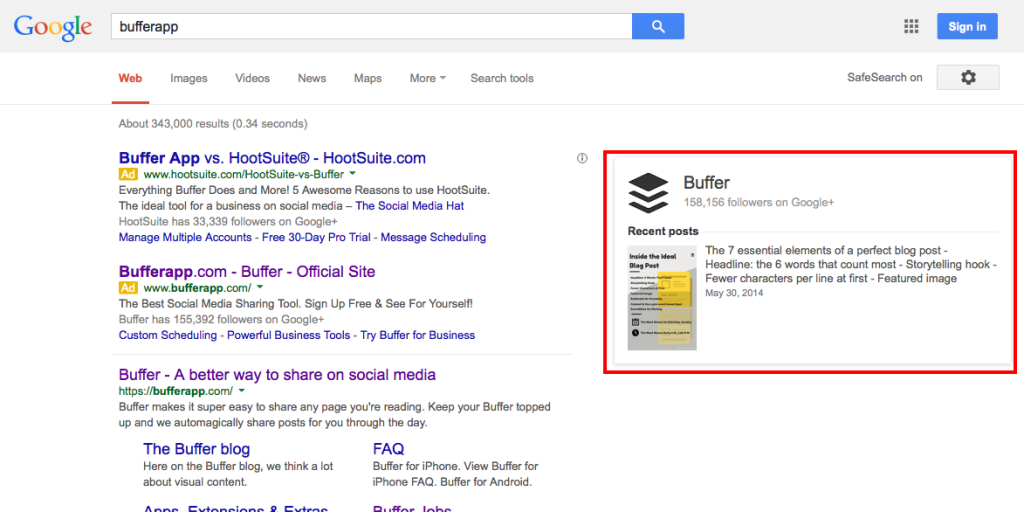 Google
bufferapp
Sign in
Web Images Videos News Maps More Search tools
SafeSearch on
About 343,000 results (0.34 seconds)
Buffer App vs. HootSuite® - HootSuite.com
Ad www.hootsuite.com/HootSuite-vs-Buffer
Everything Buffer Does and More! 5 Awesome Reasons to use HootSuite.
The ideal tool for a business on social media – The Social Media Hat
HootSuite has 33,339 followers on Google+
Manage Multiple Accounts - Free 30-Day Pro Trial - Message Scheduling
Bufferapp.com - Buffer - Official Site
Ad www.bufferapp.com/
The Best Social Media Sharing Tool. Sign Up Free & See For Yourself!
Buffer has 155,392 followers on Google+
Custom Scheduling - Powerful Business Tools - Try Buffer for Business
Buffer - A better way to share on social media
https://bufferapp.com/
Buffer makes it super easy to share any page you're reading. Keep your Buffer topped
up and we automagically share posts for you through the day.
The Buffer blog
Here on the Buffer blog, we think a lot
about visual content.
FAQ
Buffer for iPhone. View Buffer for
iPhone FAQ. Buffer for Android.
Apps, Extensions & Extras
Buffer Jobs
Buffer
158,156 followers on Google+
Recent posts
Inside the Ideal
Blog Post
The 7 essential elements of a perfect blog post -
Headline: the 6 words that count most - Storytelling hook -
Fewer characters per line at first - Featured image
May 30, 2014